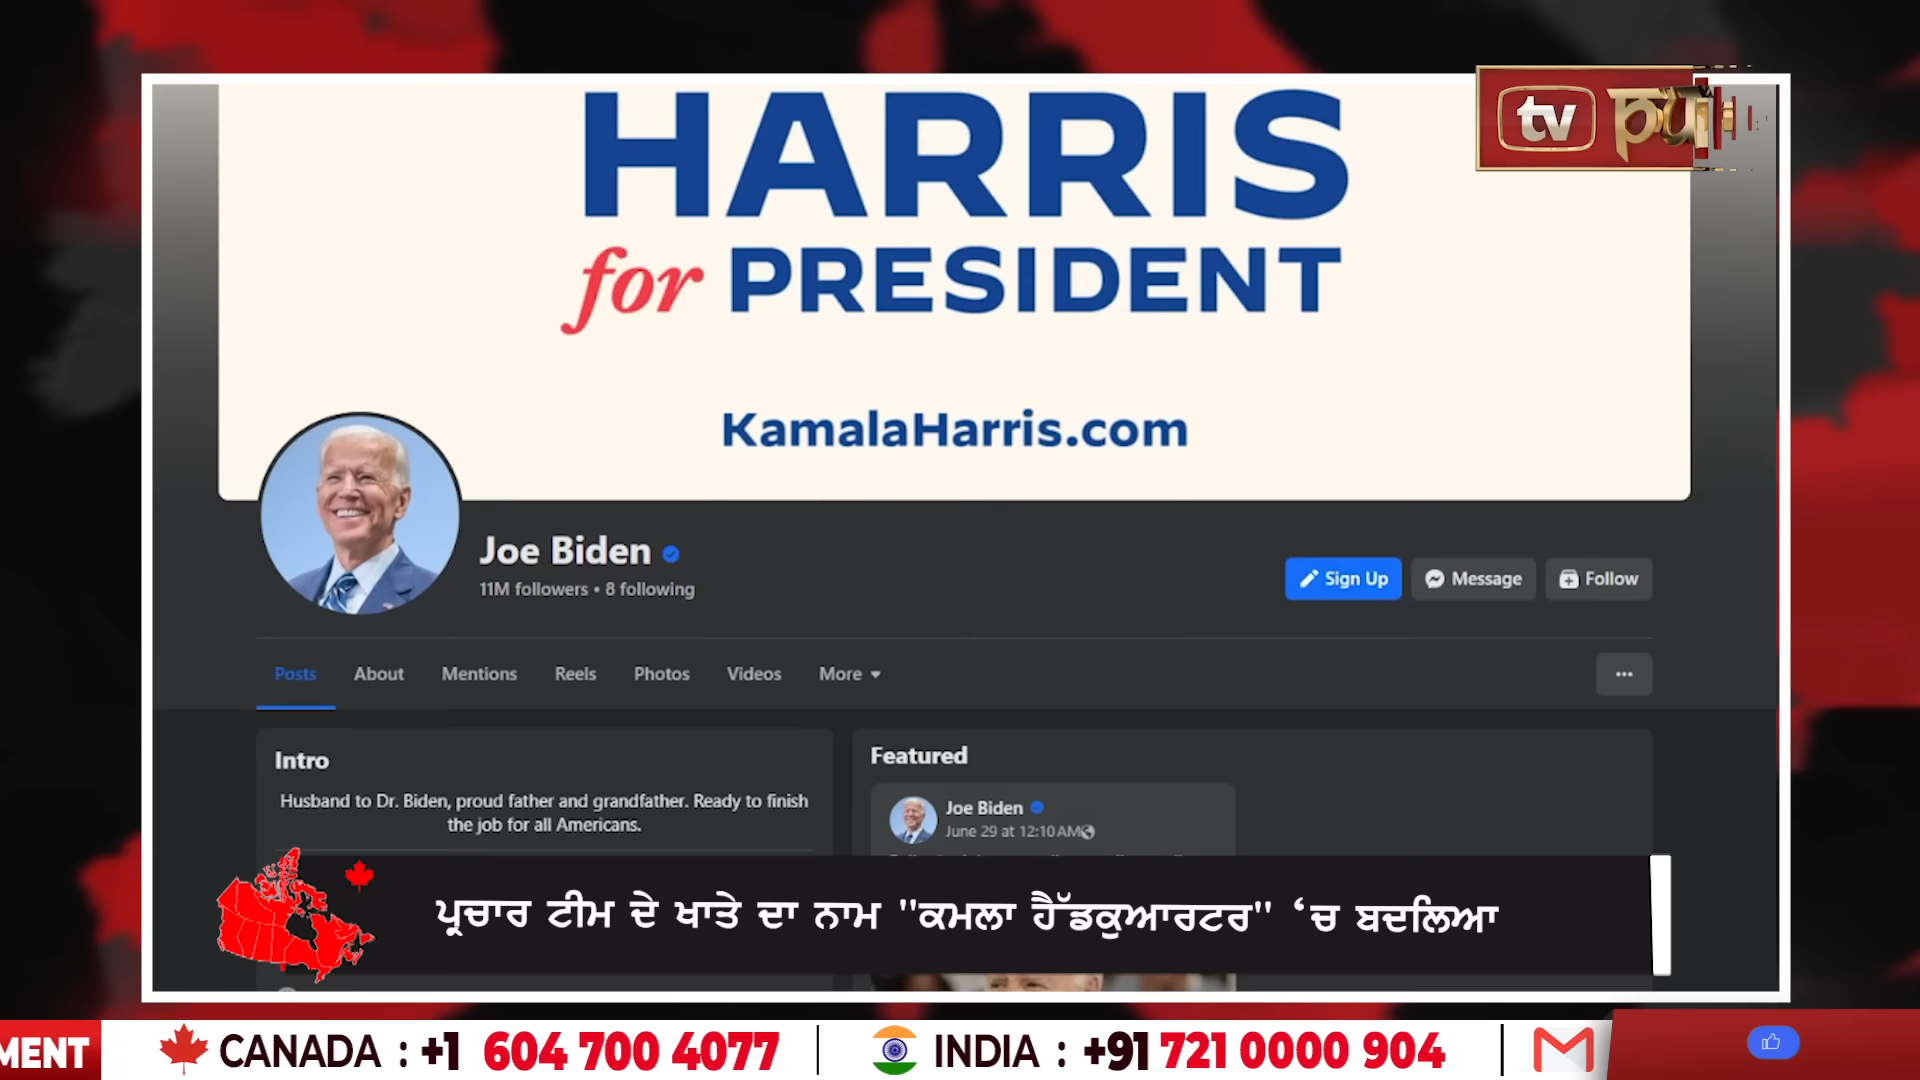 HARRIS
for PRESIDENT
KamalaHarris.com
tv
Joe Biden
11M followers • 8 following
Sign Up
Message
Follow
Posts
About
Mentions
Reels
Photos
Videos
More
Intro
Husband to Dr. Biden, proud father and grandfather. Ready to finish
the job for all Americans.
Featured
Joe Biden
June 29 at 12:10 AM
ਪ੍ਰਚਾਰ ਟੀਮ ਦੇ ਖਾਤੇ ਦਾ ਨਾਮ "ਕਮਲਾ ਹੈੱਡਕੁਆਰਟਰ" ‘ਚ ਬਦਲਿਆ
MENT
CANADA : +1 604 700 4077
INDIA : +91 721 0000 904